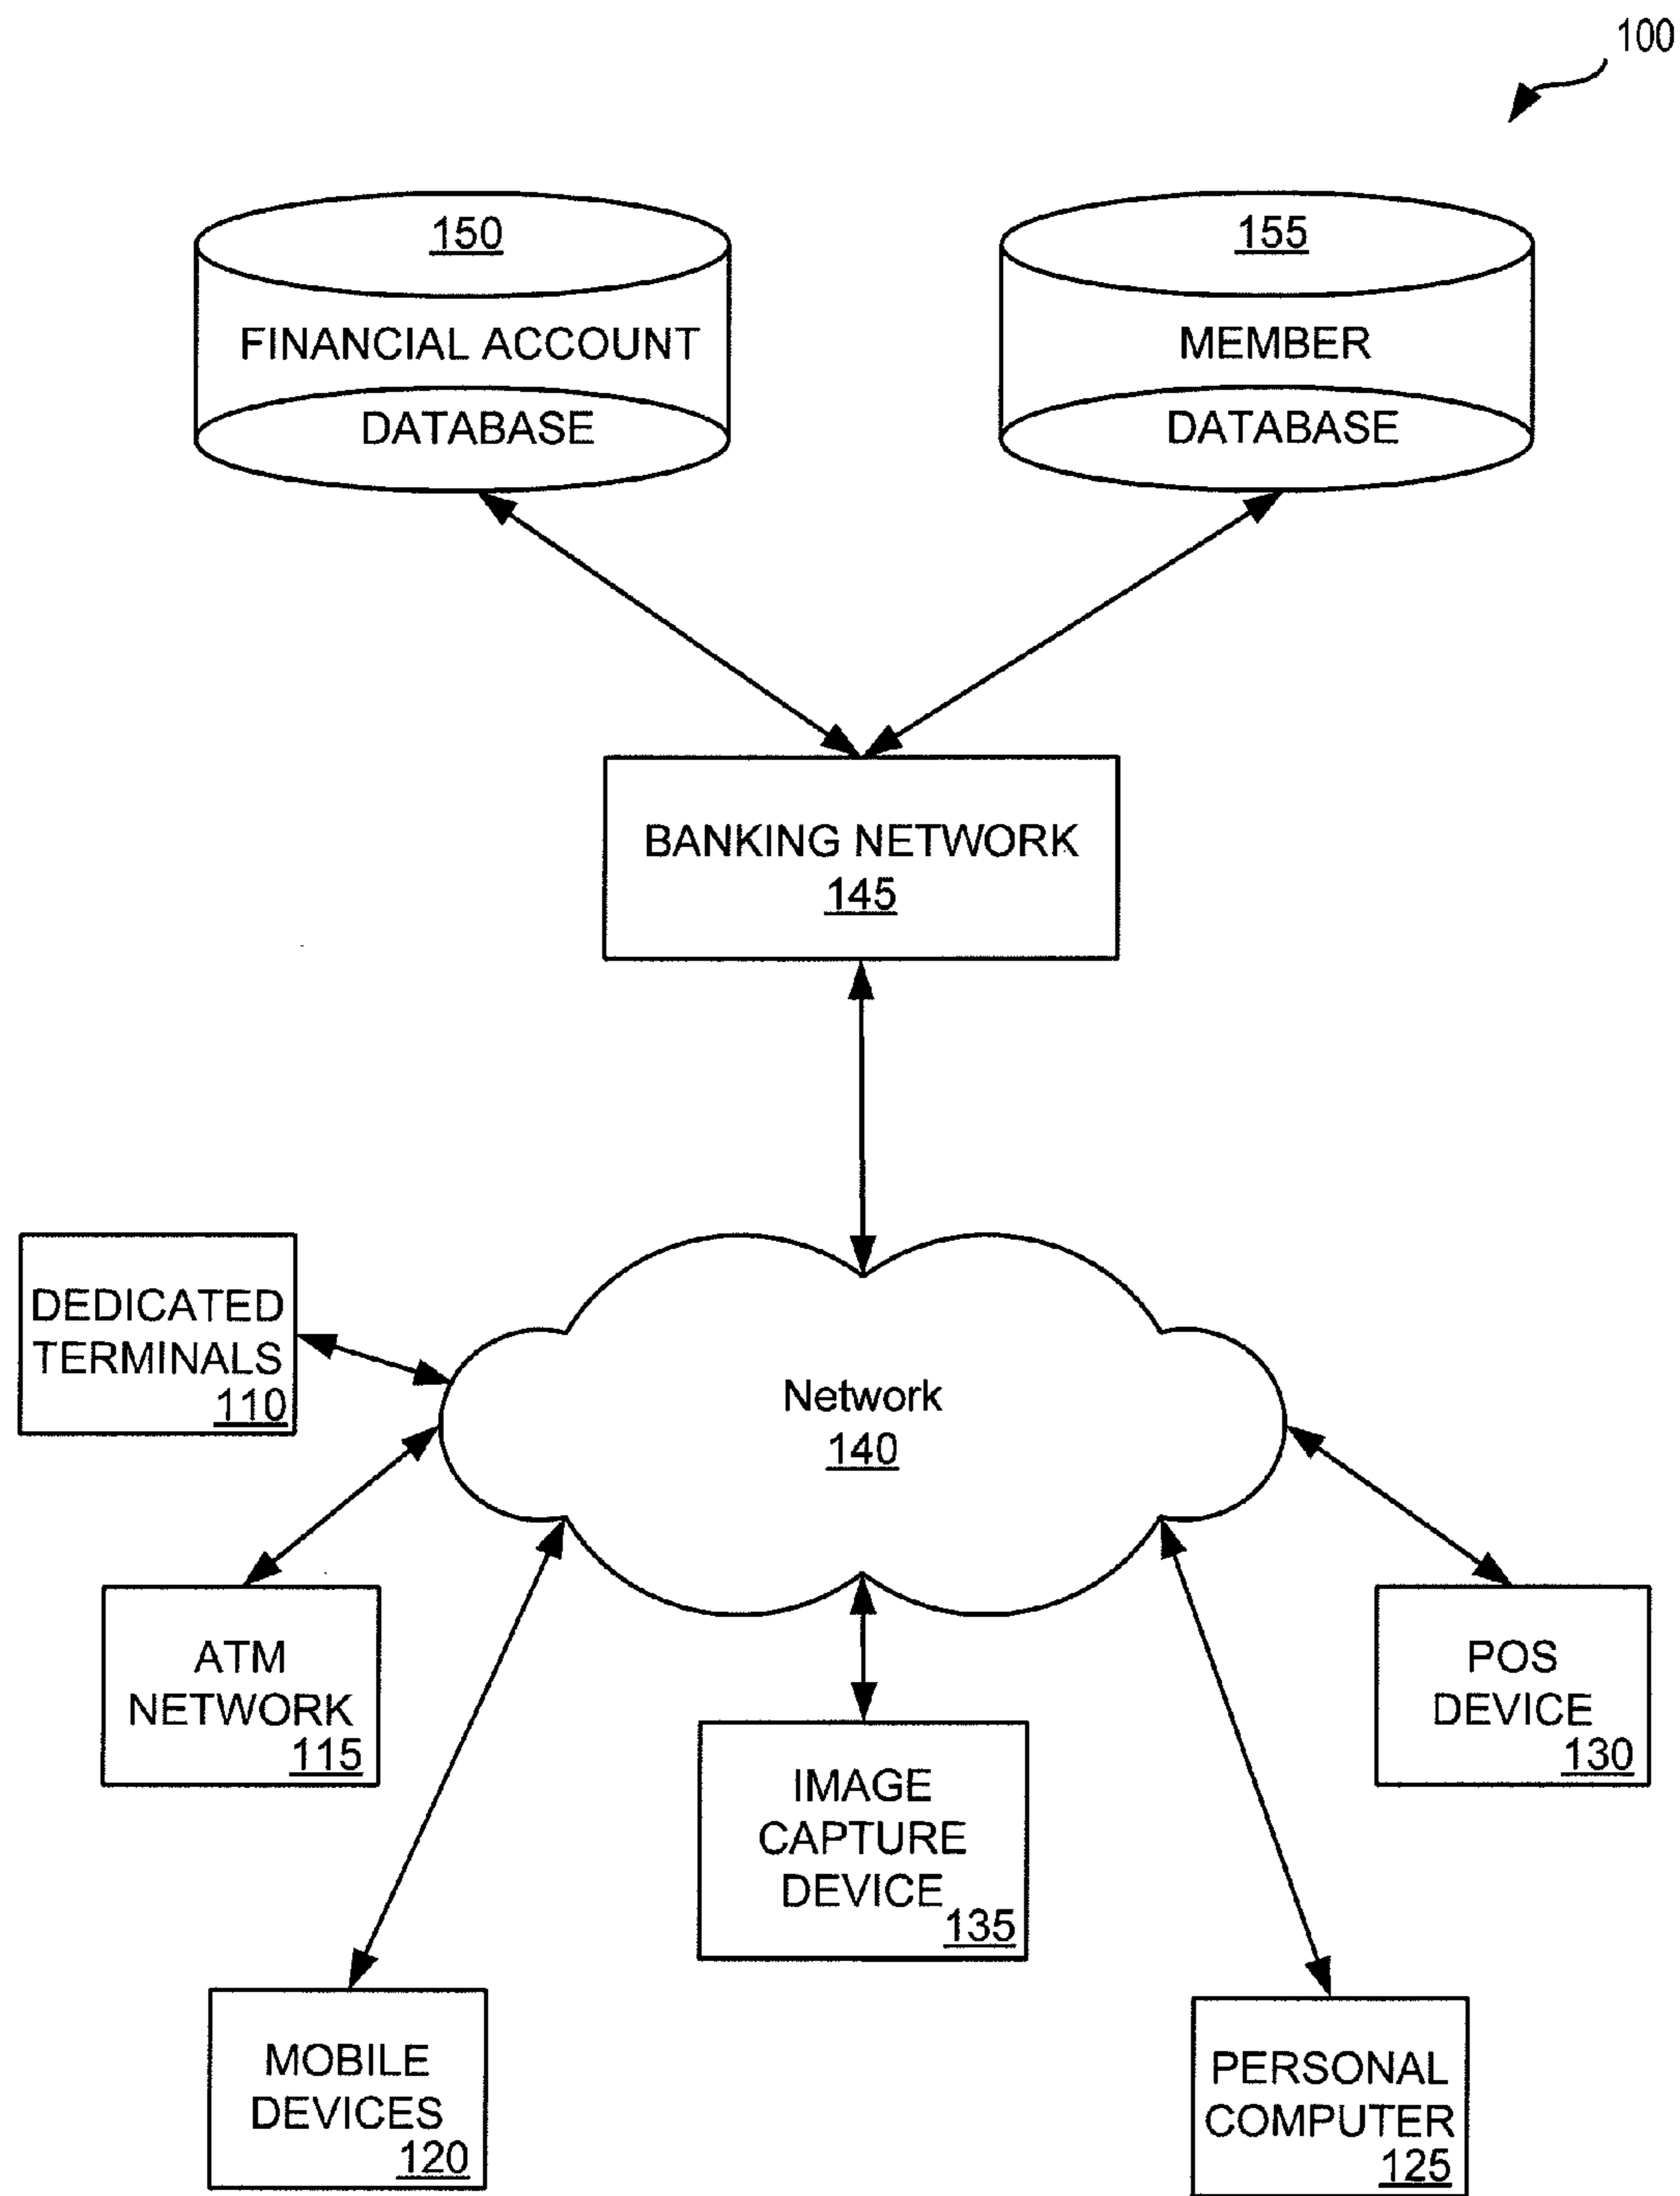 100
150
FINANCIAL ACCOUNT
DATABASE
155
MEMBER
DATABASE
BANKING NETWORK
145
DEDICATED
TERMINALS
110
Network
140
ATM
NETWORK
115
IMAGE
CAPTURE
DEVICE
135
POS
DEVICE
130
MOBILE
DEVICES
120
PERSONAL
COMPUTER
125